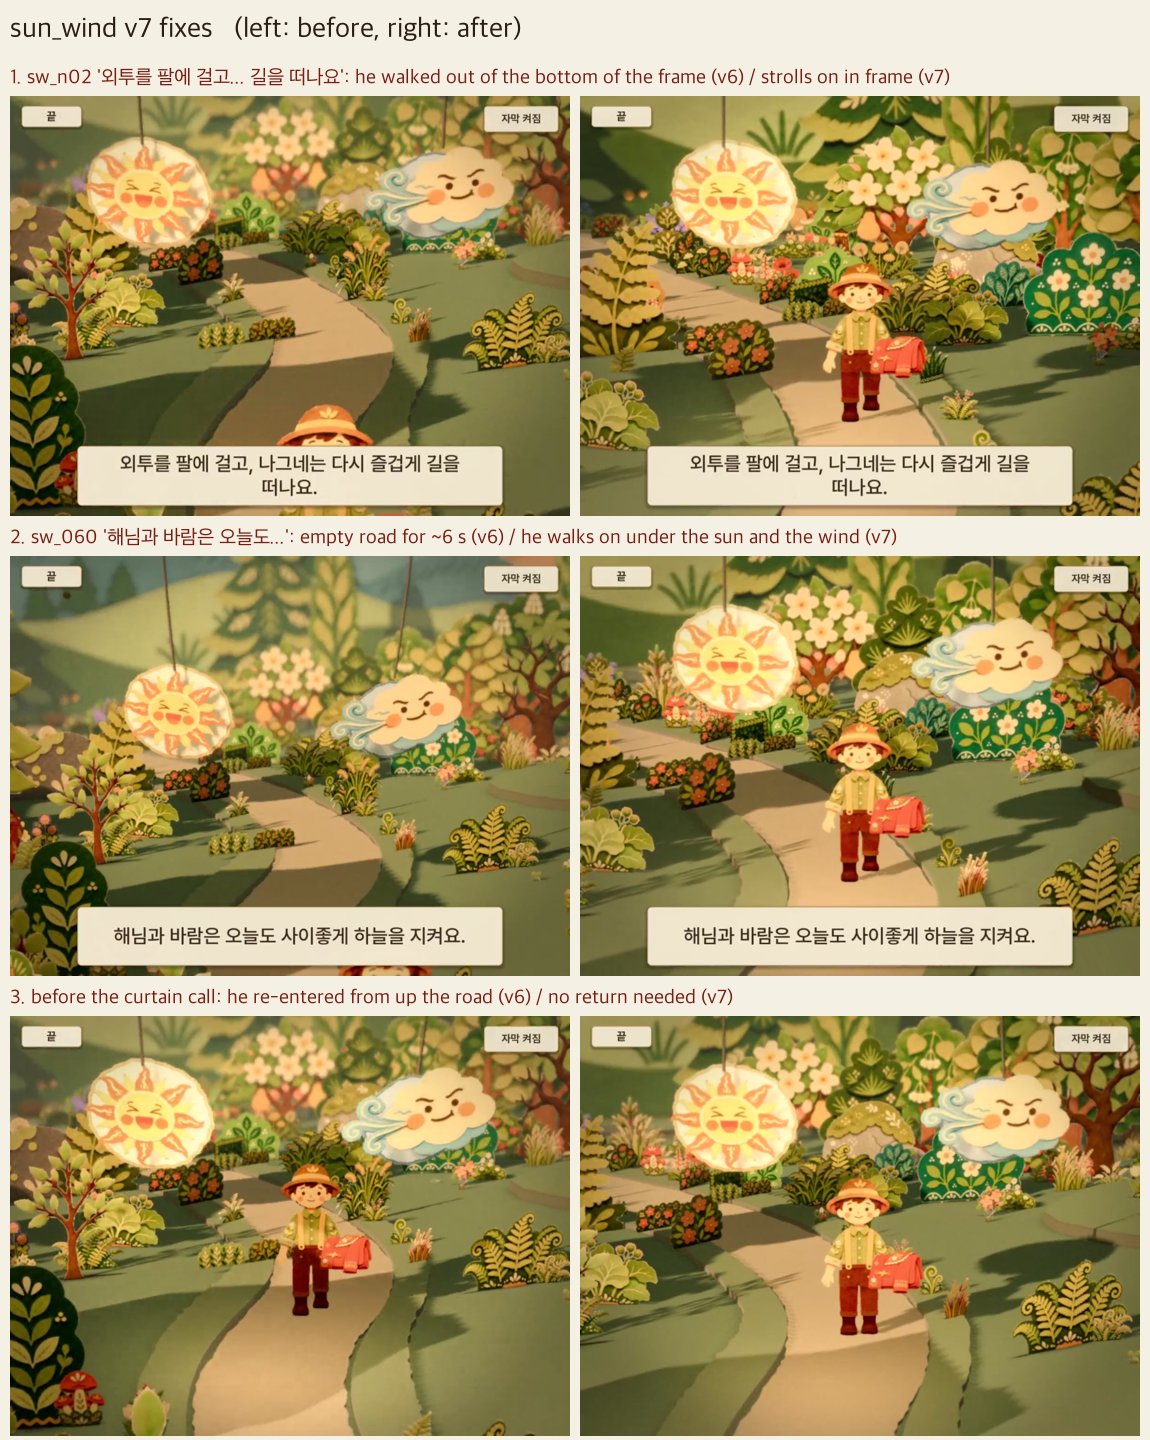 sun_wind v7 fixes (left: before, right: after)
1. sw_n02 '외투를 팔에 걸고... 길을 떠나요': he walked out of the bottom of the frame (v6) / strolls on in frame (v7)
끝
자막 켜짐
외투를 팔에 걸고, 나그네는 다시 즐겁게 길을
떠나요.
끝
자막 켜짐
외투를 팔에 걸고, 나그네는 다시 즐겁게 길을
떠나요.
2. sw_060 '해님과 바람은 오늘도...': empty road for ~6 s (v6) / he walks on under the sun and the wind (v7)
끝
자막 켜짐
해님과 바람은 오늘도 사이좋게 하늘을 지켜요.
끝
자막 켜짐
해님과 바람은 오늘도 사이좋게 하늘을 지켜요.
3. before the curtain call: he re-entered from up the road (v6) / no return needed (v7)
끝
자막 켜짐
끝
자막 켜짐